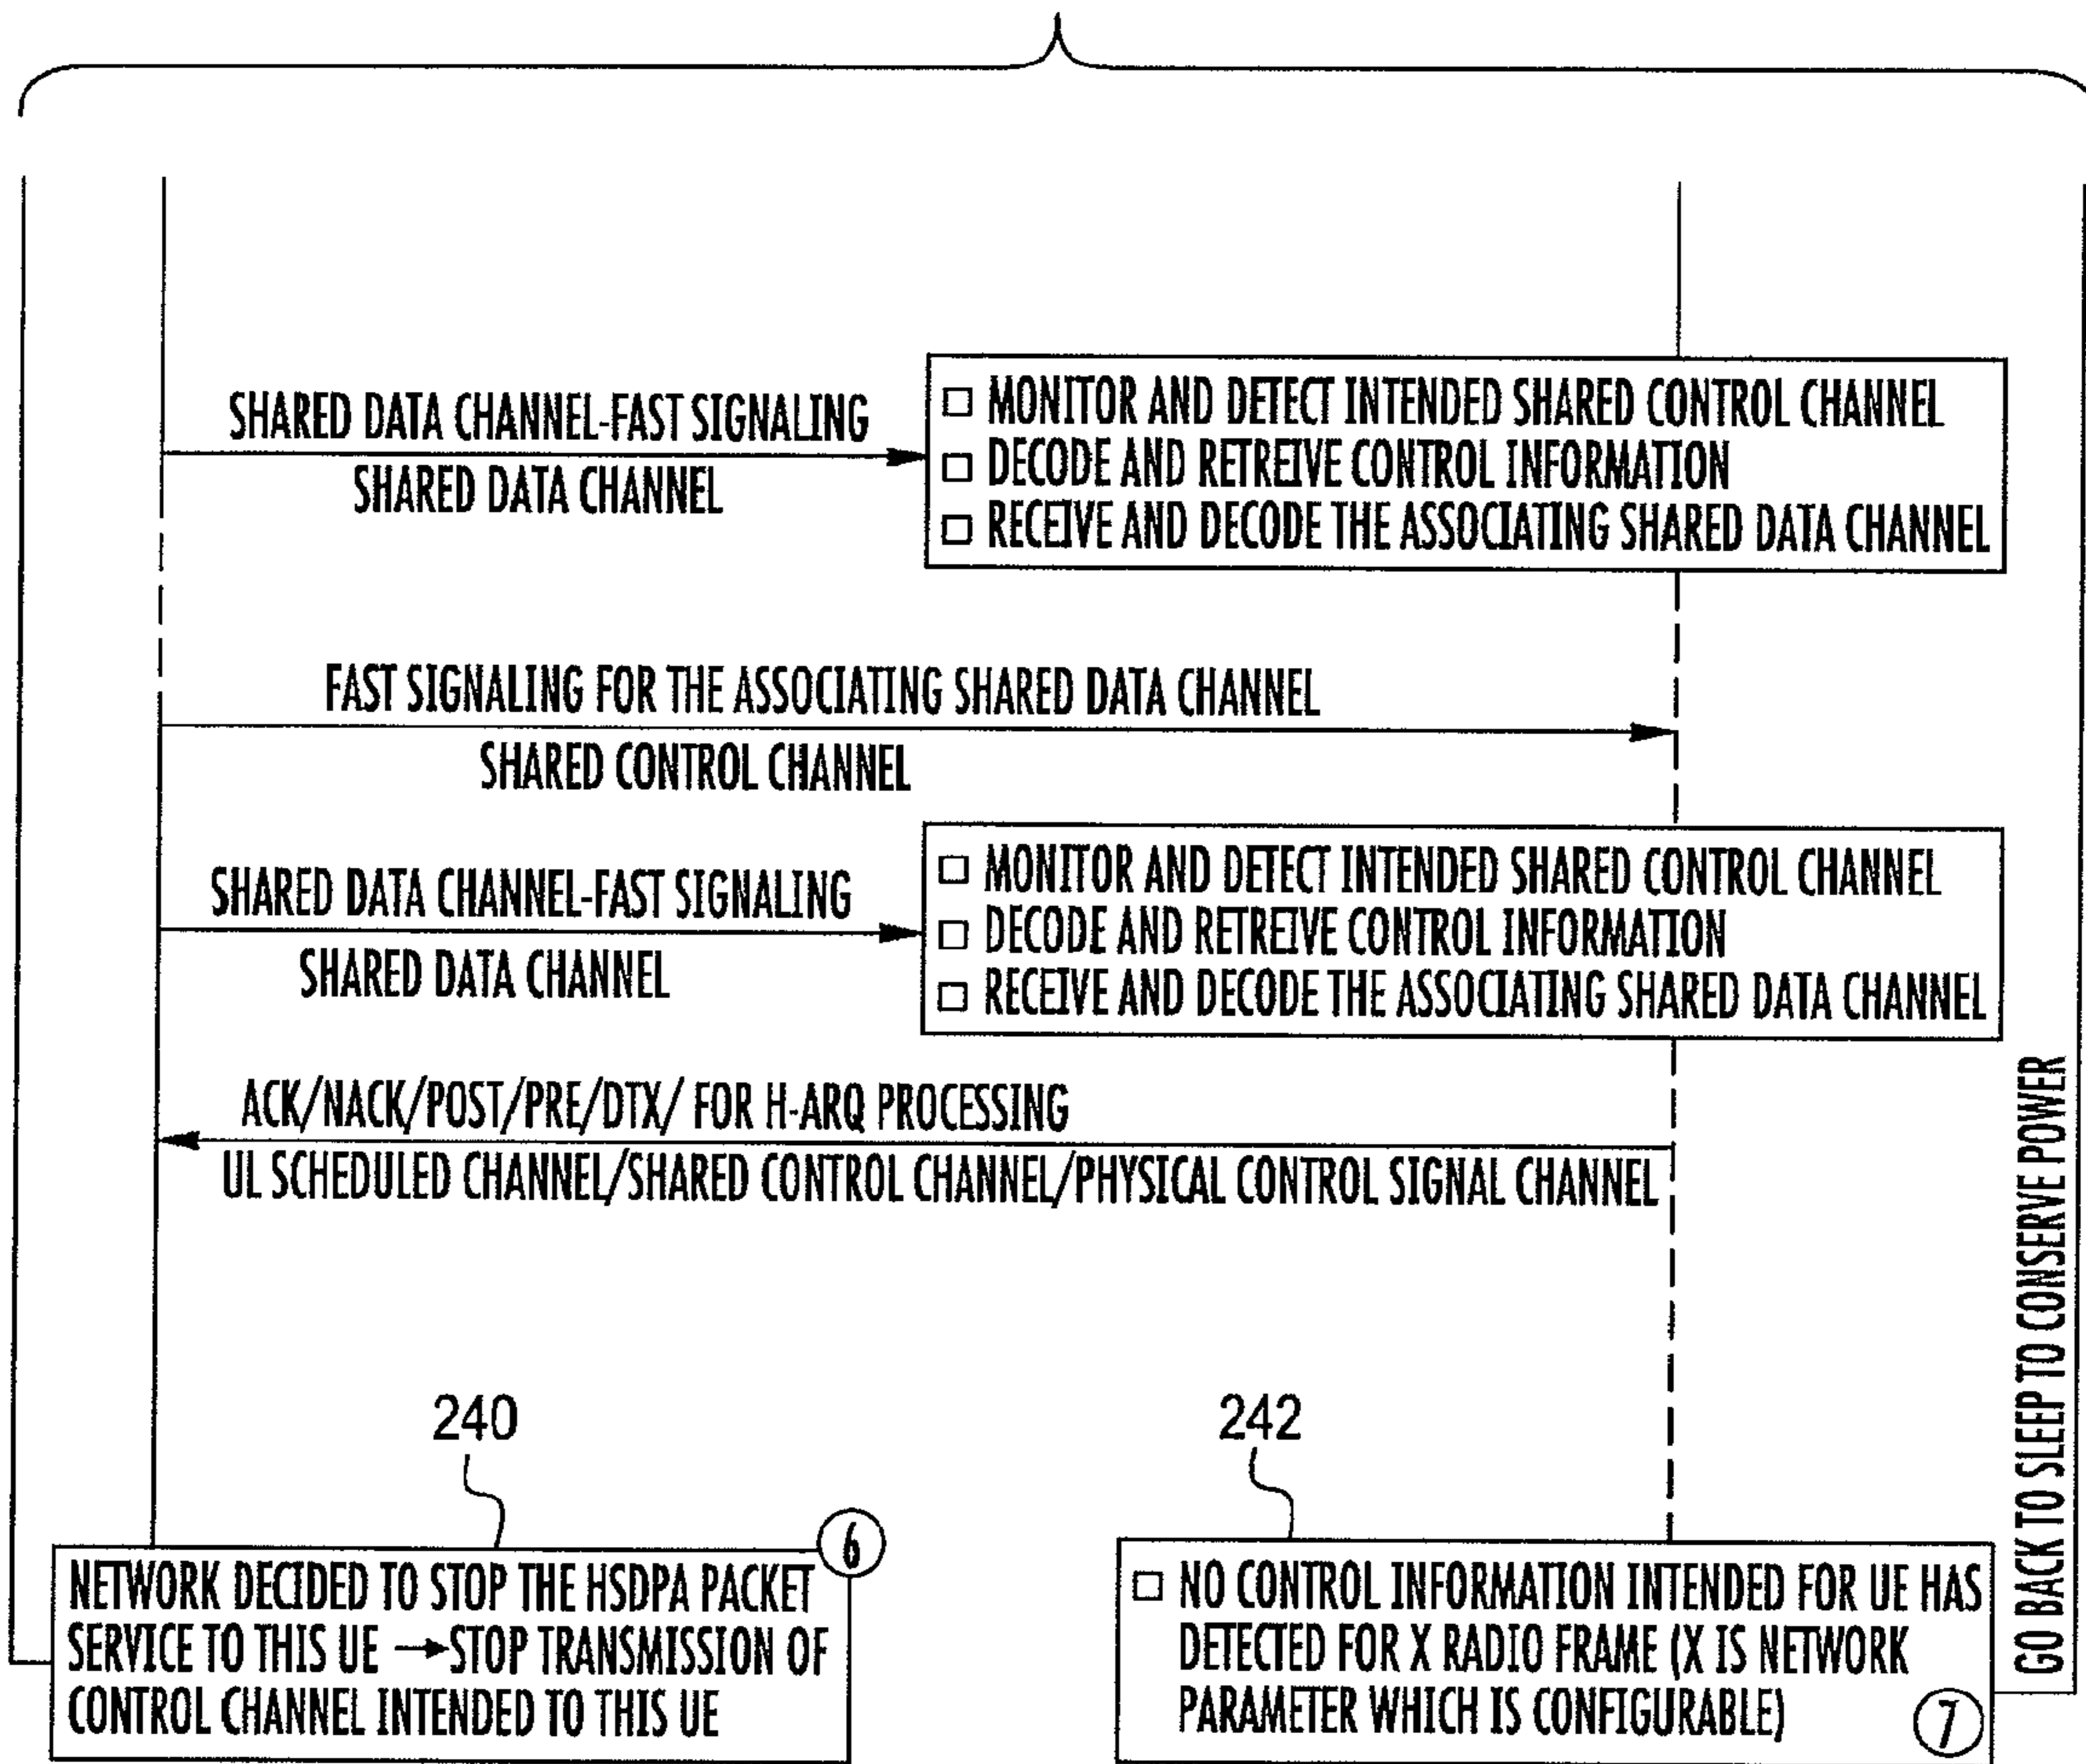 SHARED DATA CHANNEL-FAST SIGNALING
SHARED DATA CHANNEL
□ MONITOR AND DETECT INTENDED SHARED CONTROL CHANNEL
□ DECODE AND RETREIVE CONTROL INFORMATION
□ RECEIVE AND DECODE THE ASSOCIATING SHARED DATA CHANNEL
FAST SIGNALING FOR THE ASSOCIATING SHARED DATA CHANNEL
SHARED CONTROL CHANNEL
SHARED DATA CHANNEL-FAST SIGNALING
SHARED DATA CHANNEL
□ MONITOR AND DETECT INTENDED SHARED CONTROL CHANNEL
□ DECODE AND RETREIVE CONTROL INFORMATION
□ RECEIVE AND DECODE THE ASSOCIATING SHARED DATA CHANNEL
ACK/NACK/POST/PRE/DTX/ FOR H-ARQ PROCESSING
UL SCHEDULED CHANNEL/SHARED CONTROL CHANNEL/PHYSICAL CONTROL SIGNAL CHANNEL
240
6
NETWORK DECIDED TO STOP THE HSDPA PACKET
SERVICE TO THIS UE →STOP TRANSMISSION OF
CONTROL CHANNEL INTENDED TO THIS UE
242
□ NO CONTROL INFORMATION INTENDED FOR UE HAS
DETECTED FOR X RADIO FRAME (X IS NETWORK
PARAMETER WHICH IS CONFIGURABLE)
7
GO BACK TO SLEEP TO CONSERVE POWER